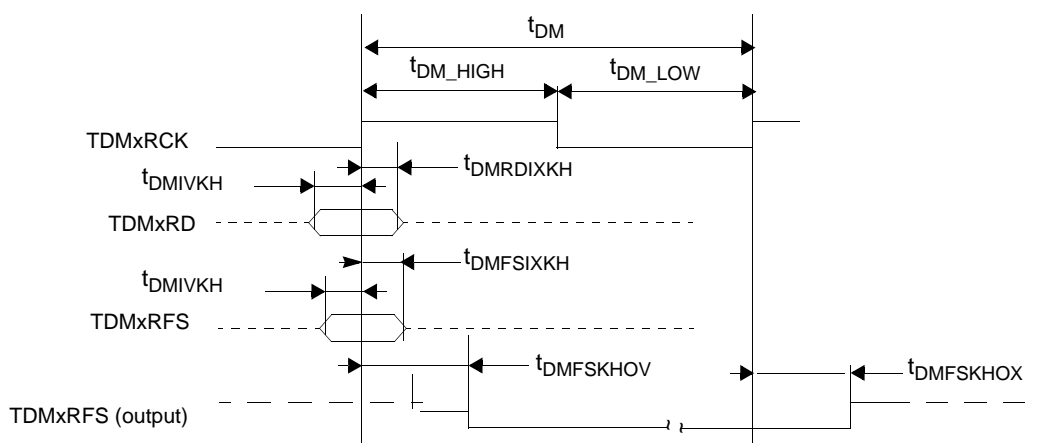 tDM
tDM_HIGH
tDM_LOW
TDMxRCK
tDMRDIXKH
tDMIVKH
TDMxRD
tDMFSIXKH
tDMIVKH
TDMxRFS
tDMFSKHOV
tDMFSKHOX
TDMxRFS (output)